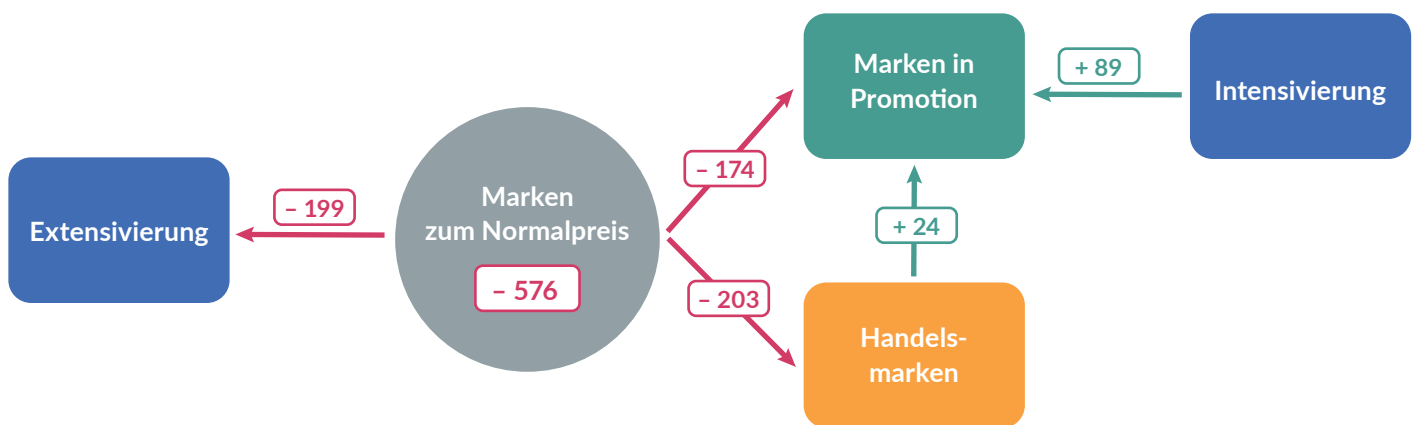 Extensivierung
– 199
Marken
zum Normalpreis
– 576
– 174
– 203
Marken in
Promotion
+ 24
Handels-
marken
+ 89
Intensivierung